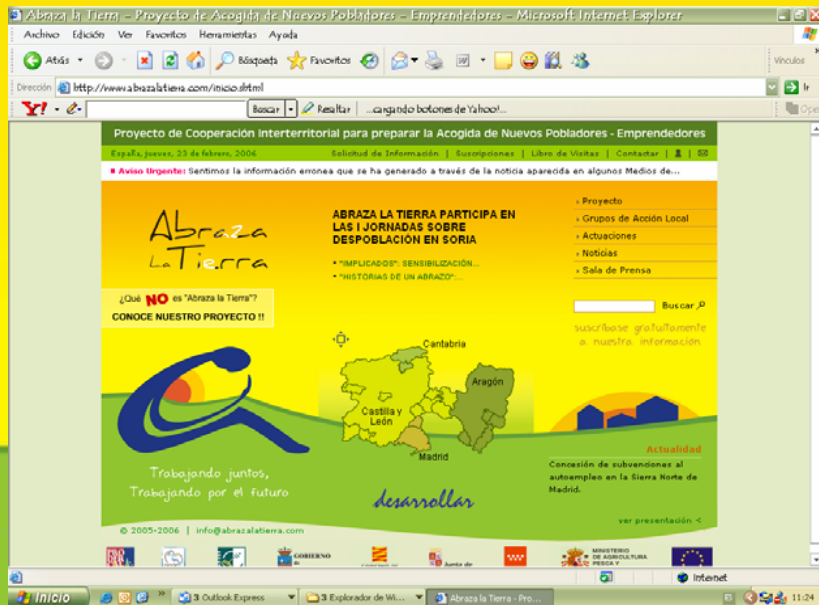 Abraza la Tierra - Proyecto de Acogida de Nuevos Pobladores - Emprendedores - Microsoft Internet Explorer
Archivo Edición Ver Favoritos Herramientas Ayuda
Atrás Búsqueda Favoritos Vínculos
Dirección http://www.abrazalatierra.com/inicio.shtml Ir
Y! Buscar Resaltar ...cargando botones de Yahoo!...
Proyecto de Cooperación Interterritorial para preparar la Acogida de Nuevos Pobladores - Emprendedores
España, jueves, 23 de febrero, 2006 Solicitud de Información | Suscripciones | Libro de Visitas | Contactar |
Aviso Urgente: Sentimos la información erronea que se ha generado a través de la noticia aparecida en algunos Medios de...
Abraza
La Tierra
¿Qué NO es "Abraza la Tierra"?
CONOCE NUESTRO PROYECTO !!
ABRAZA LA TIERRA PARTICIPA EN
LAS I JORNADAS SOBRE
DESPOBLACIÓN EN SORIA
• "IMPLICADOS": SENSIBILIZACIÓN...
• "HISTORIAS DE UN ABRAZO":...
› Proyecto
› Grupos de Acción Local
› Actuaciones
› Noticias
› Sala de Prensa
Buscar
suscríbase gratuitamente
a nuestra información
Cantabria
Aragón
Castilla y
León
Madrid
Trabajando juntos,
Trabajando por el futuro
desarrollar
Actualidad
Concesión de subvenciones al
autoempleo en la Sierra Norte de
Madrid.
ver presentación <
© 2005-2006 | info@abrazalatierra.com
GOBIERNO
Junta de
MINISTERIO
DE AGRICULTURA
PESCA Y
Internet
Inicio 3 Outlook Express 3 Explorador de Wi... Abraza la Tierra - Pro... 11:24